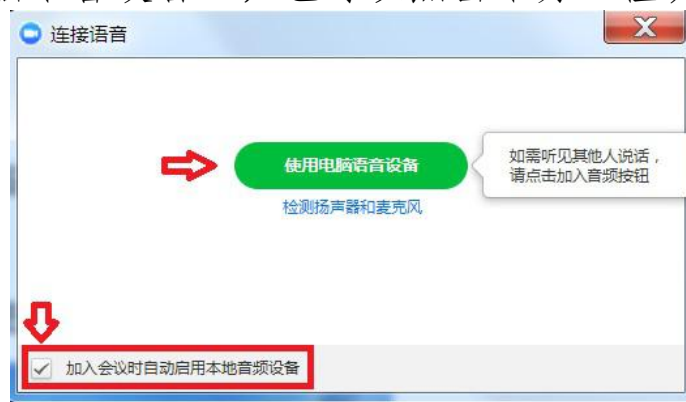 连接语音
使用电脑语音设备
如需听见其他人说话，
请点击加入音频按钮
检测扬声器和麦克风
加入会议时自动启用本地音频设备